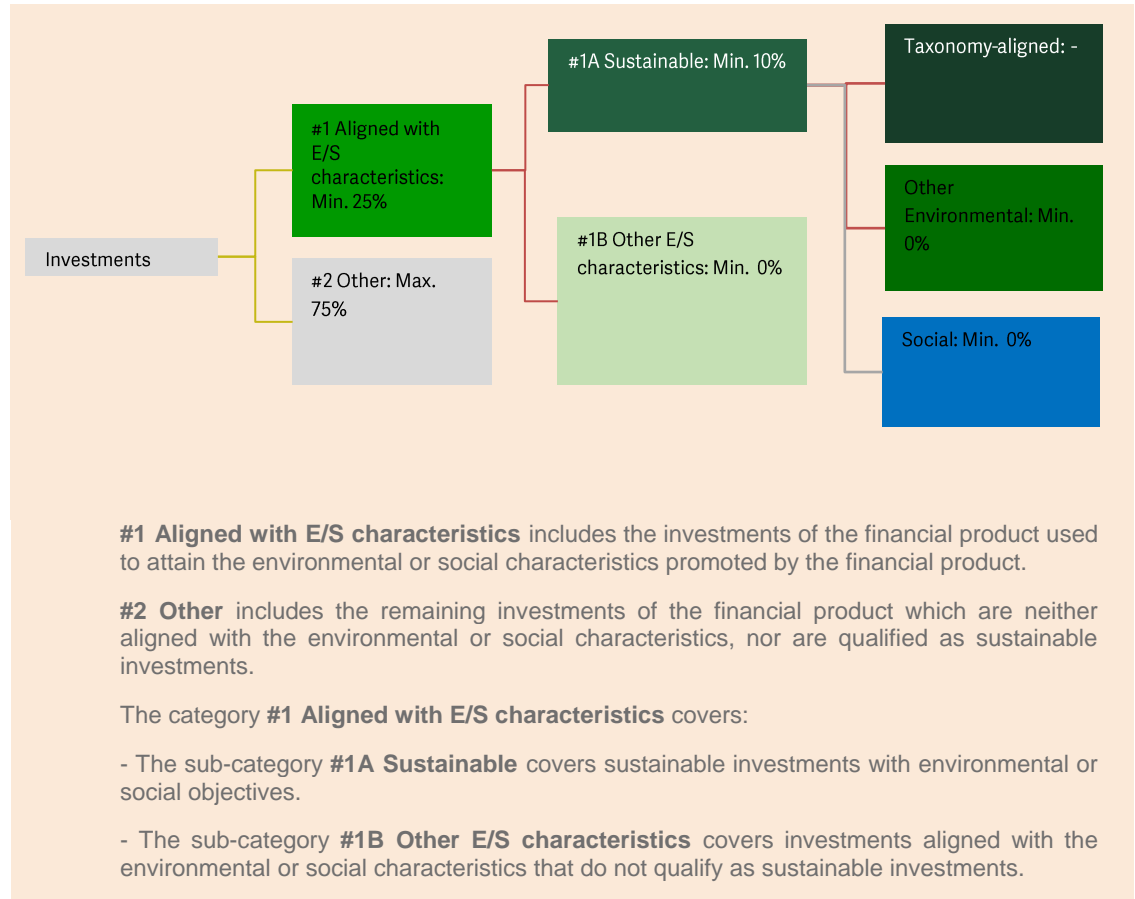 Investments
#1 Aligned with
E/S
characteristics:
Min. 25%
#2 Other: Max.
75%
#1A Sustainable: Min. 10%
#1B Other E/S
characteristics: Min. 0%
Taxonomy-aligned: -
Other
Environmental: Min.
0%
Social: Min. 0%
#1 Aligned with E/S characteristics includes the investments of the financial product used
to attain the environmental or social characteristics promoted by the financial product.
#2 Other includes the remaining investments of the financial product which are neither
aligned with the environmental or social characteristics, nor are qualified as sustainable
investments.
The category #1 Aligned with E/S characteristics covers:
- The sub-category #1A Sustainable covers sustainable investments with environmental or
social objectives.
- The sub-category #1B Other E/S characteristics covers investments aligned with the
environmental or social characteristics that do not qualify as sustainable investments.